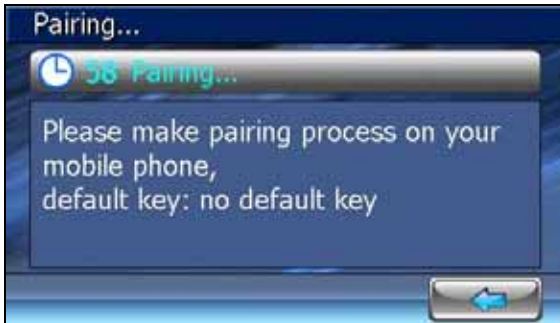 Pairing...
58 Pairing...
Please make pairing process on your
mobile phone,
default key: no default key